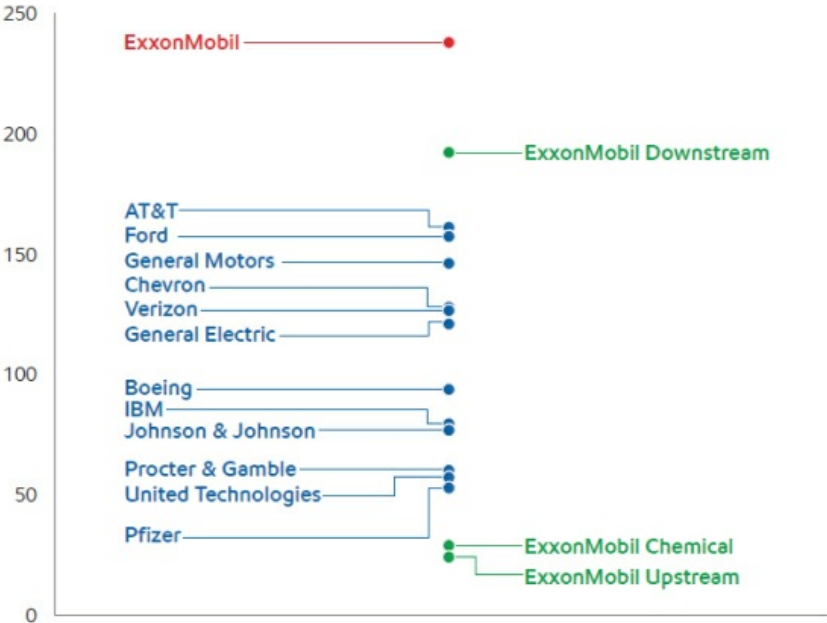 250
ExxonMobil
200
ExxonMobil Downstream
AT&T
Ford
150
General Motors
Chevron
Verizon
General Electric
100
Boeing
IBM
Johnson & Johnson
Procter & Gamble
50
United Technologies
Pfizer
ExxonMobil Chemical
ExxonMobil Upstream
0